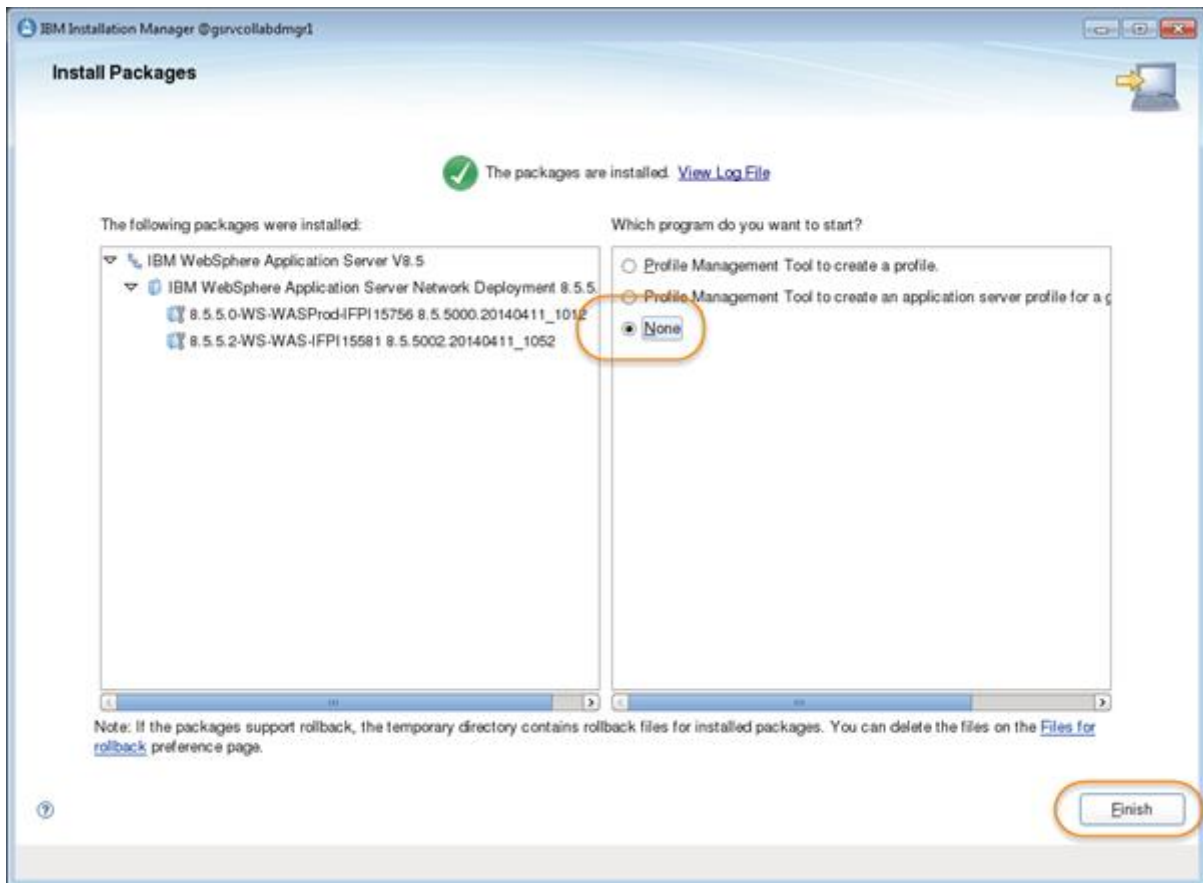 IBM Installation Manager @gsrvcollabdmgr1
Install Packages
The packages are installed. View Log File
The following packages were installed:
IBM WebSphere Application Server V8.5
IBM WebSphere Application Server Network Deployment 8.5.5.
8.5.5.0-WS-WASProd-IFPI15756 8.5.5000.20140411_1012
8.5.5.2-WS-WAS-IFPI15581 8.5.5002.20140411_1052
Which program do you want to start?
Profile Management Tool to create a profile.
Profile Management Tool to create an application server profile for a
None
Note: If the packages support rollback, the temporary directory contains rollback files for installed packages. You can delete the files on the Files for
rollback preference page.
Finish